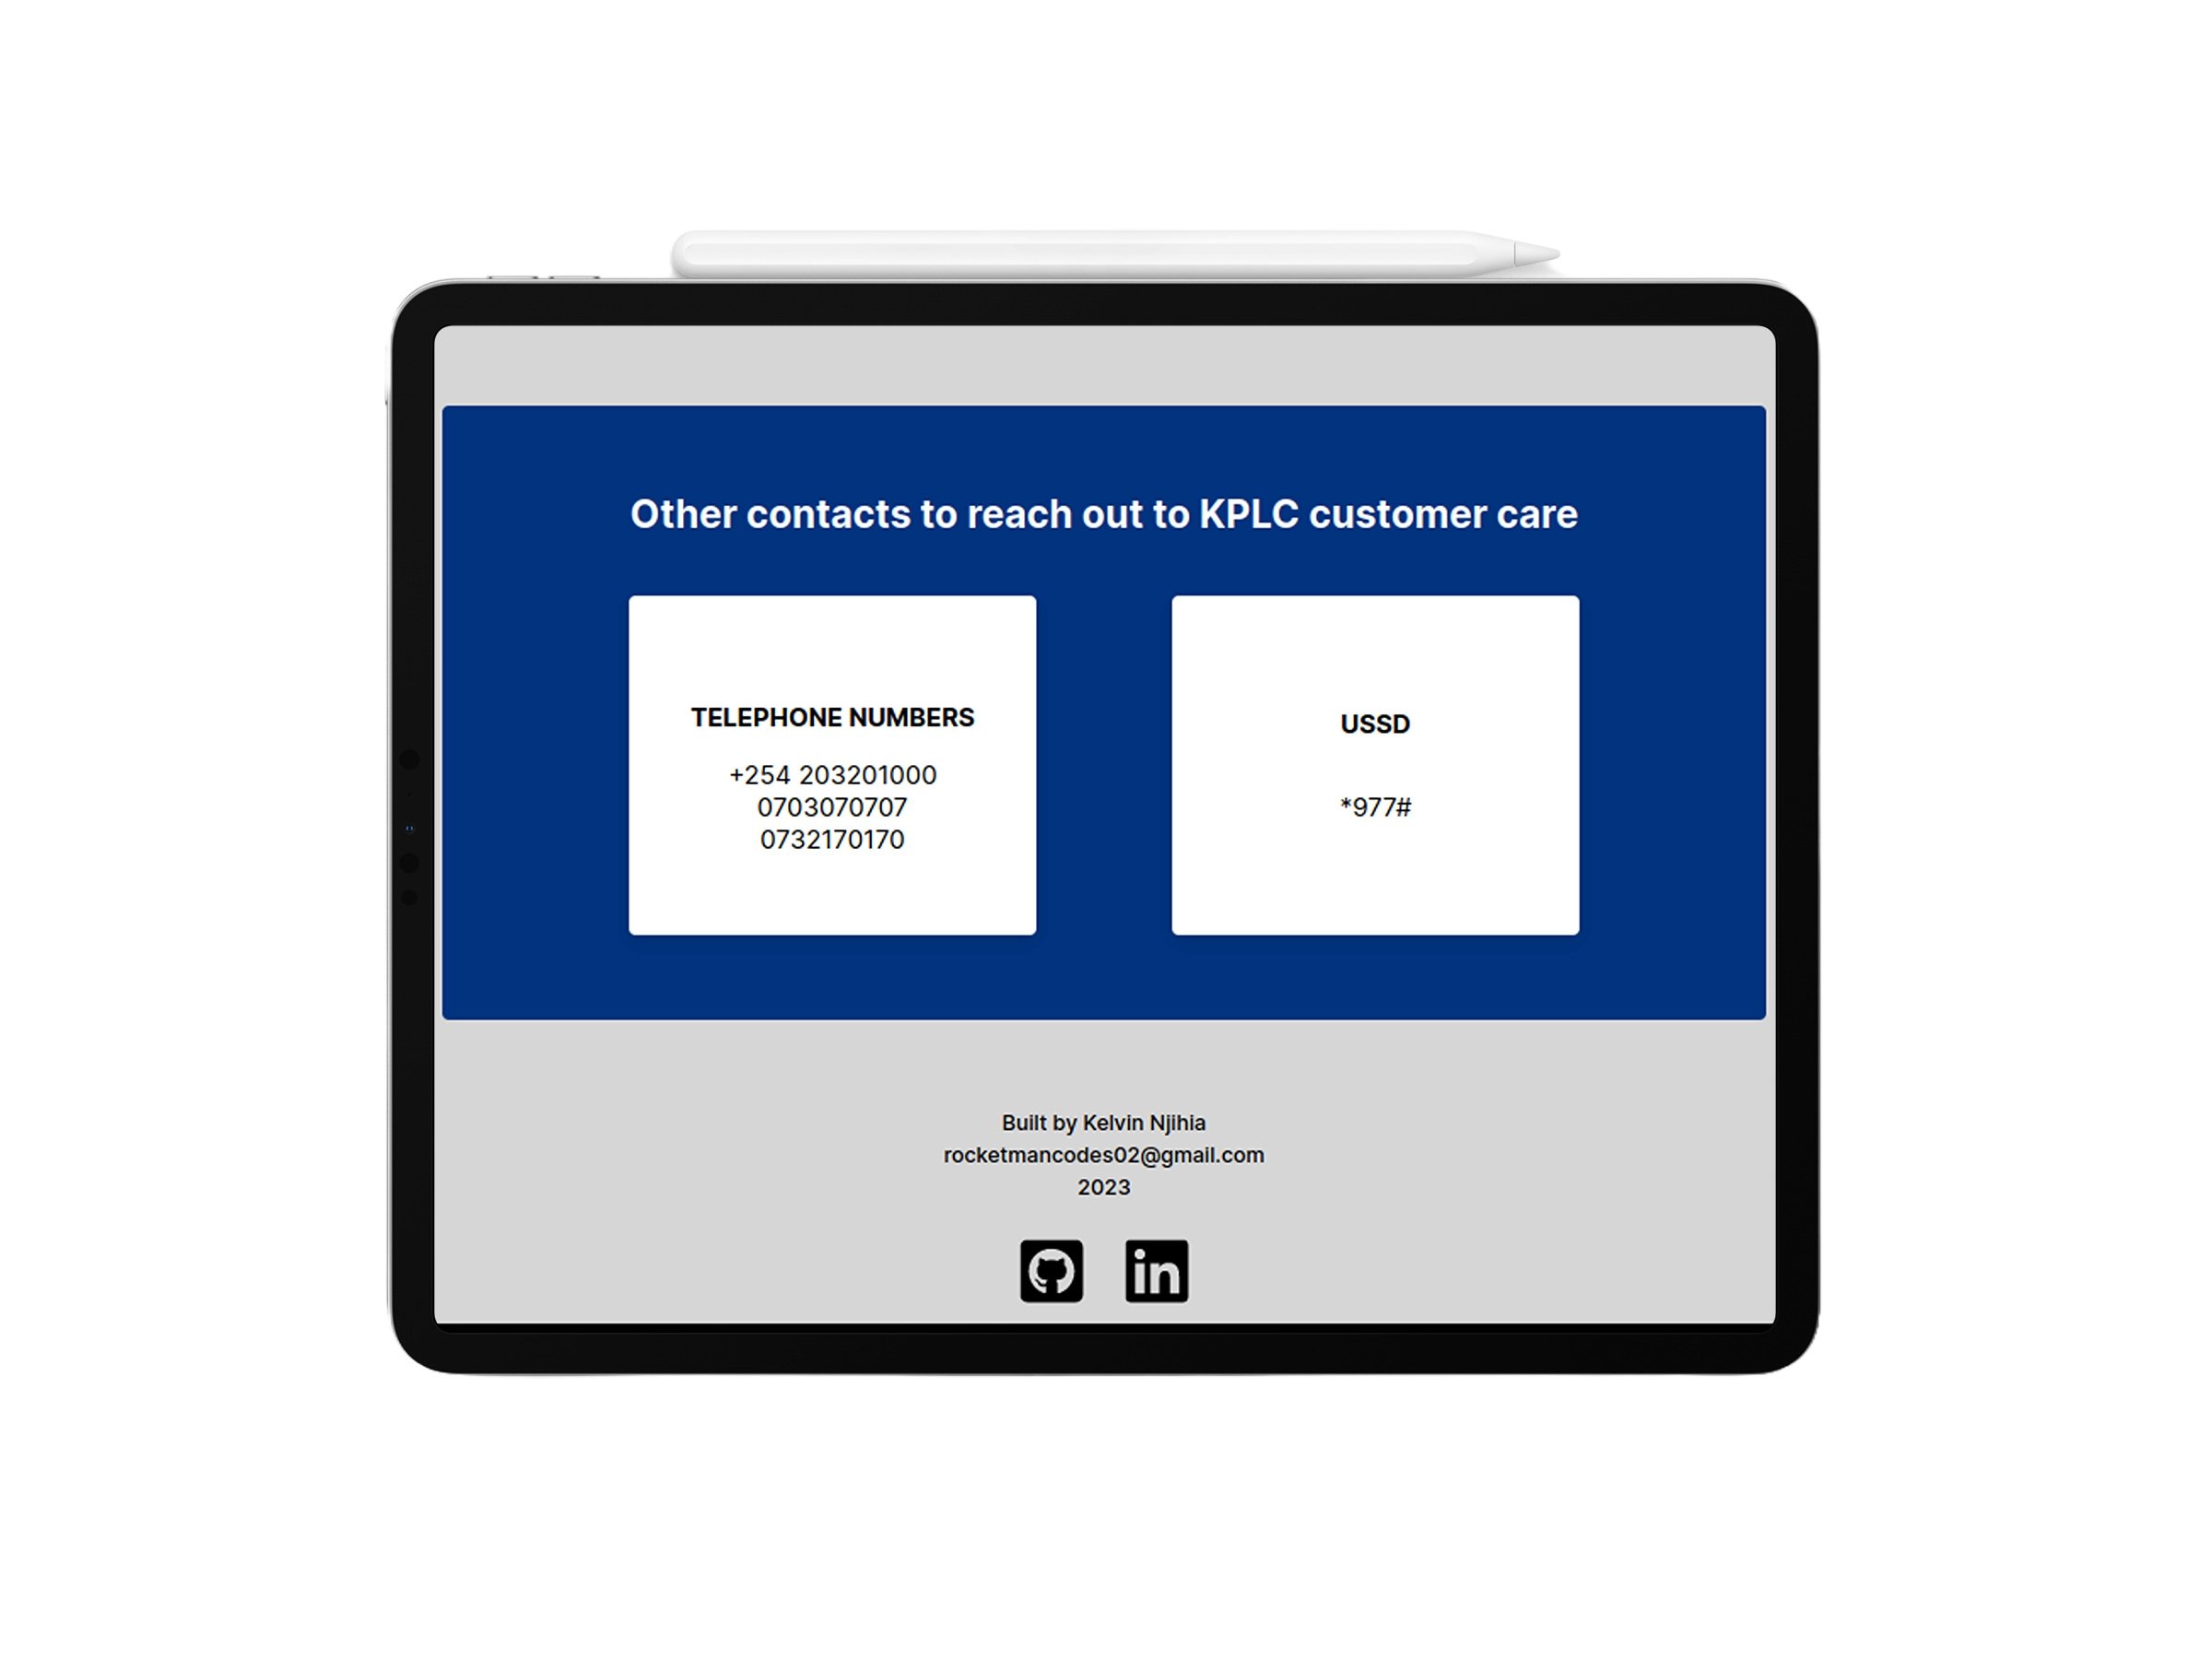 Other contacts to reach out to KPLC customer care
TELEPHONE NUMBERS
+254 203201000
0703070707
0732170170
USSD
*977#
Built by Kelvin Njihia
rocketmancodes02@gmail.com
2023
in